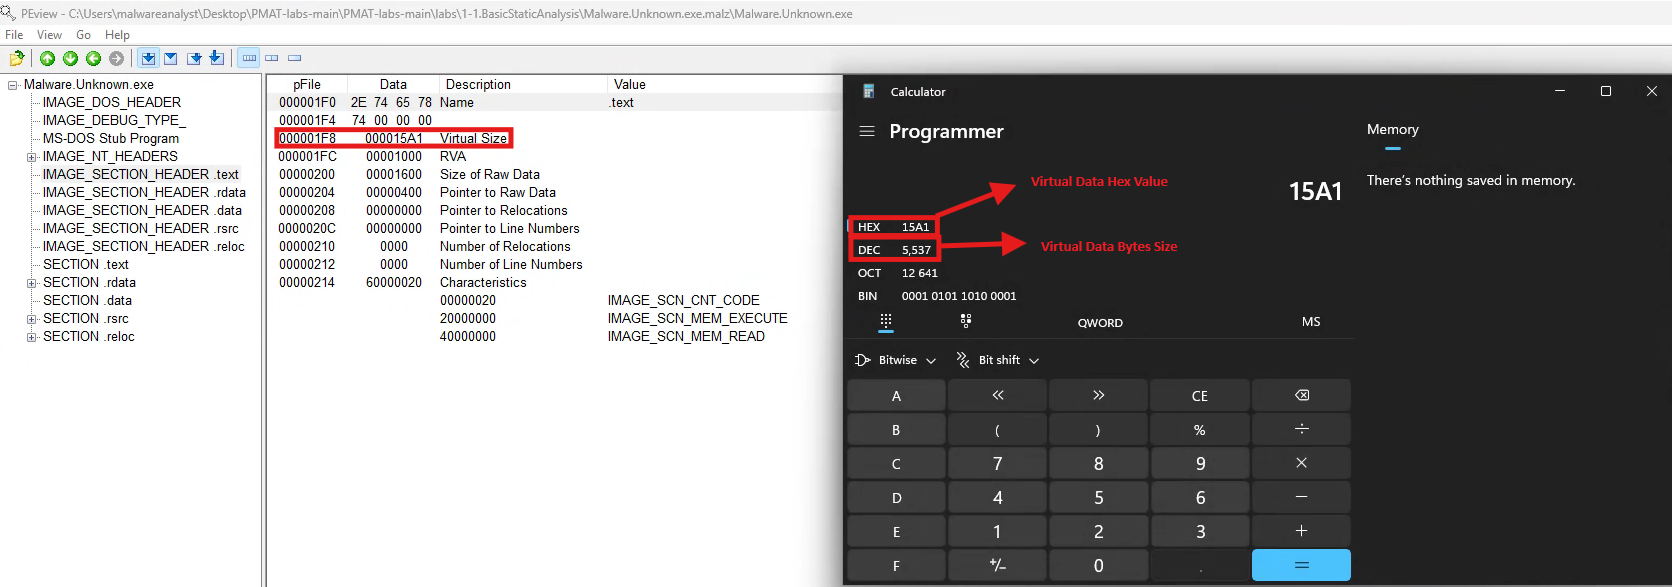 PEview - C:\Users\malwareanalyst\Desktop\PMAT-labs-main\PMAT-labs-main\labs\1-1.BasicStaticAnalysis\Malware.Unknown.exe.malz\Malware.Unknown.exe
File View Go Help
Malware.Unknown.exe
IMAGE_DOS_HEADER
IMAGE_DEBUG_TYPE_
MS-DOS Stub Program
IMAGE_NT_HEADERS
IMAGE_SECTION_HEADER .text
IMAGE_SECTION_HEADER .rdata
IMAGE_SECTION_HEADER .data
IMAGE_SECTION_HEADER .rsrc
IMAGE_SECTION_HEADER .reloc
SECTION .text
SECTION .rdata
SECTION .data
SECTION .rsrc
SECTION .reloc
pFile Data Description Value
000001F0 2E 74 65 78 Name .text
000001F4 74 00 00 00
000001F8 000015A1 Virtual Size
000001FC 00001000 RVA
00000200 00001600 Size of Raw Data
00000204 00000400 Pointer to Raw Data
00000208 00000000 Pointer to Relocations
0000020C 00000000 Pointer to Line Numbers
00000210 0000 Number of Relocations
00000212 0000 Number of Line Numbers
00000214 60000020 Characteristics
00000020 IMAGE_SCN_CNT_CODE
20000000 IMAGE_SCN_MEM_EXECUTE
40000000 IMAGE_SCN_MEM_READ
Calculator
Programmer
Memory
There's nothing saved in memory.
Virtual Data Hex Value
15A1
HEX 15A1
DEC 5,537
Virtual Data Bytes Size
OCT 12 641
BIN 0001 0101 1010 0001
QWORD MS
Bitwise Bit shift
A << >> CE
B ( ) % ÷
C 7 8 9 ×
D 4 5 6 −
E 1 2 3 +
F +/− 0 . =